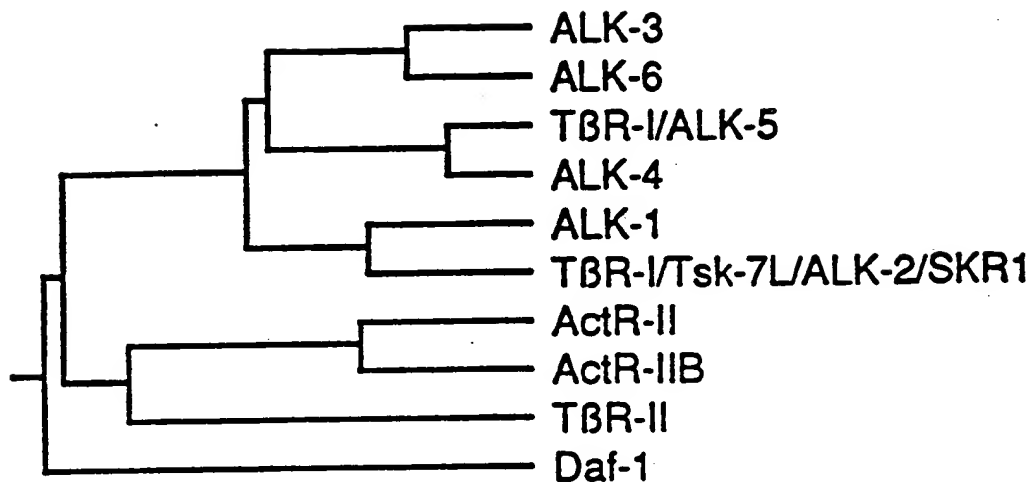 ALK-3
ALK-6
TβR-I/ALK-5
ALK-4
ALK-1
TβR-I/Tsk-7L/ALK-2/SKR1
ActR-II
ActR-IIB
TβR-II
Daf-1